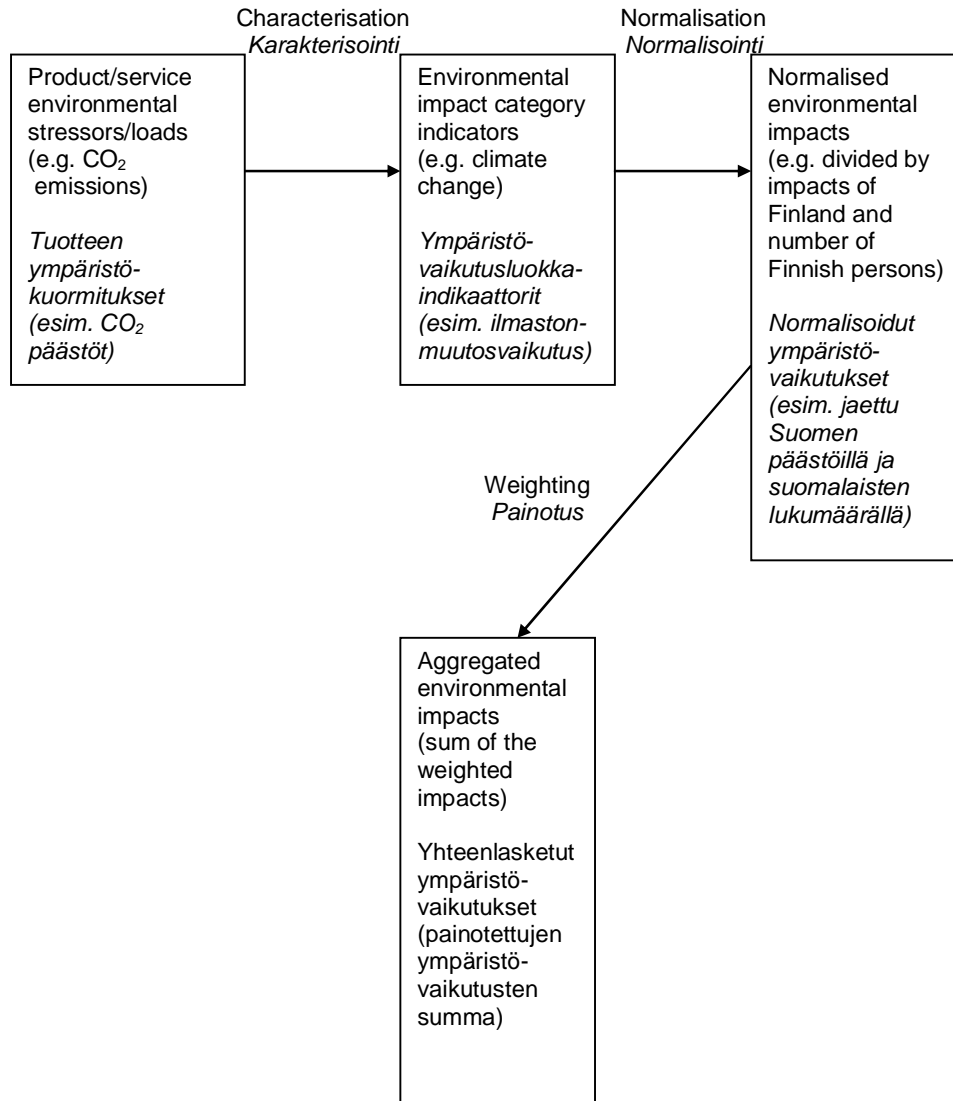 Characterisation
Karakterisointi
Normalisation
Normalisointi
Product/service
environmental
stressors/loads
(e.g. CO₂
emissions)
Tuotteen
ympäristö-
kuormitukset
(esim. CO₂
päästöt)
Environmental
impact category
indicators
(e.g. climate
change)
Ympäristö-
vaikutusluokka-
indikaattorit
(esim. ilmaston-
muutosvaikutus)
Normalised
environmental
impacts
(e.g. divided by
impacts of
Finland and
number of
Finnish persons)
Normalisoidut
ympäristö-
vaikutukset
(esim. jaettu
Suomen
päästöillä ja
suomalaisten
lukumäärällä)
Weighting
Painotus
Aggregated
environmental
impacts
(sum of the
weighted
impacts)
Yhteenlasketut
ympäristö-
vaikutukset
(painotettujen
ympäristö-
vaikutusten
summa)